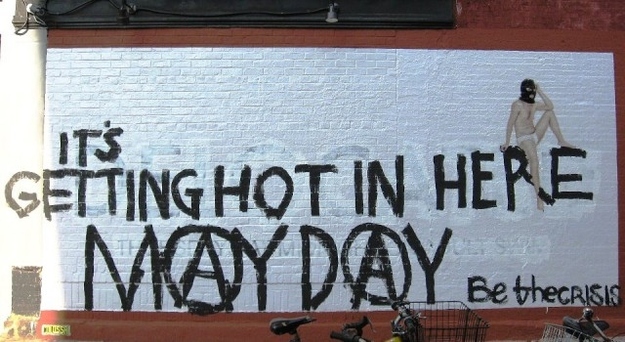 IT'S
GETTING HOT IN HERE
MAYDAY
Be the CRISIS